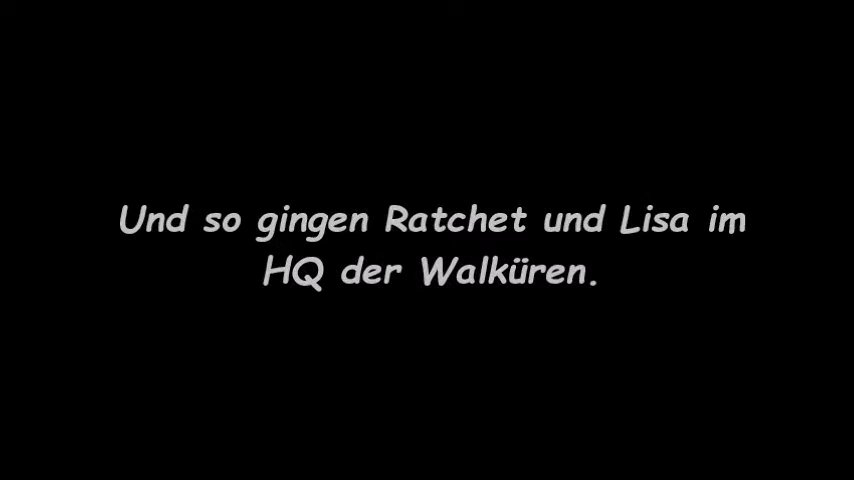 Und so gingen Ratchet und Lisa im
HQ der Walküren.